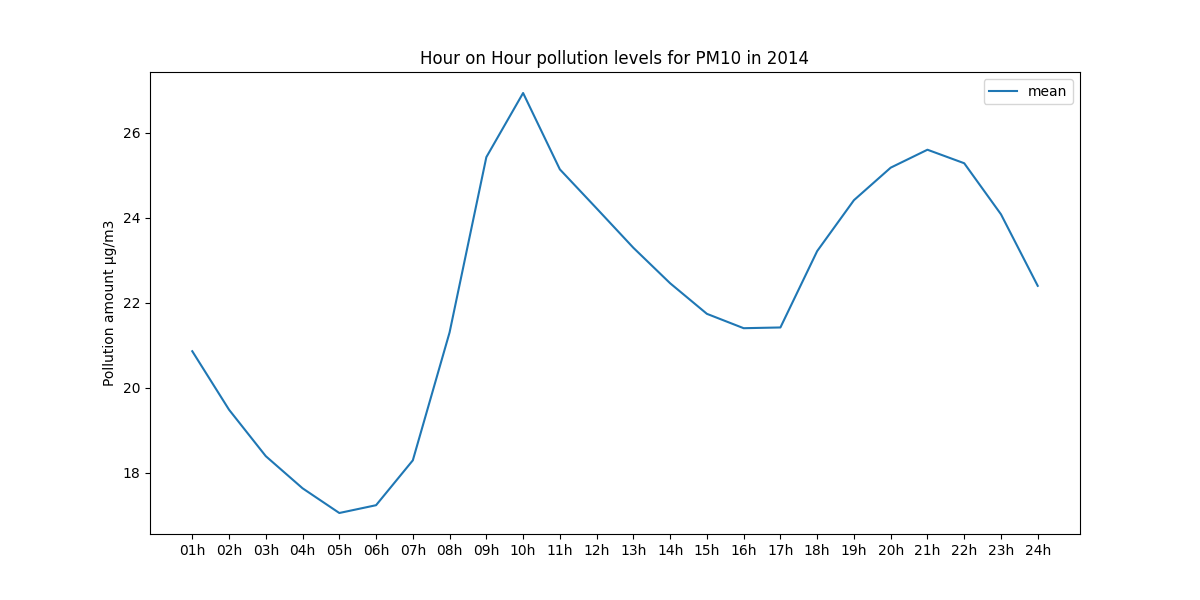 Hour on Hour pollution levels for PM10 in 2014
mean
Pollution amount µg/m3
26
24
22
20
18
01h 02h 03h 04h 05h 06h 07h 08h 09h 10h 11h 12h 13h 14h 15h 16h 17h 18h 19h 20h 21h 22h 23h 24h